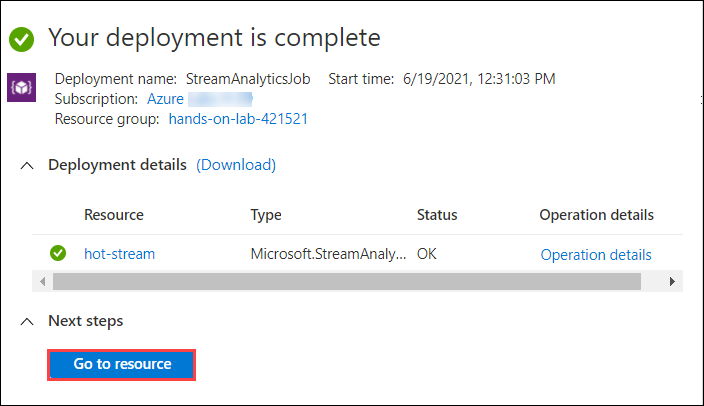 Your deployment is complete
Deployment name: StreamAnalyticsJob Start time: 6/19/2021, 12:31:03 PM
Subscription: Azure
Resource group: hands-on-lab-421521
Deployment details (Download)
Resource Type Status Operation details
hot-stream Microsoft.StreamAnaly... OK Operation details
Next steps
Go to resource